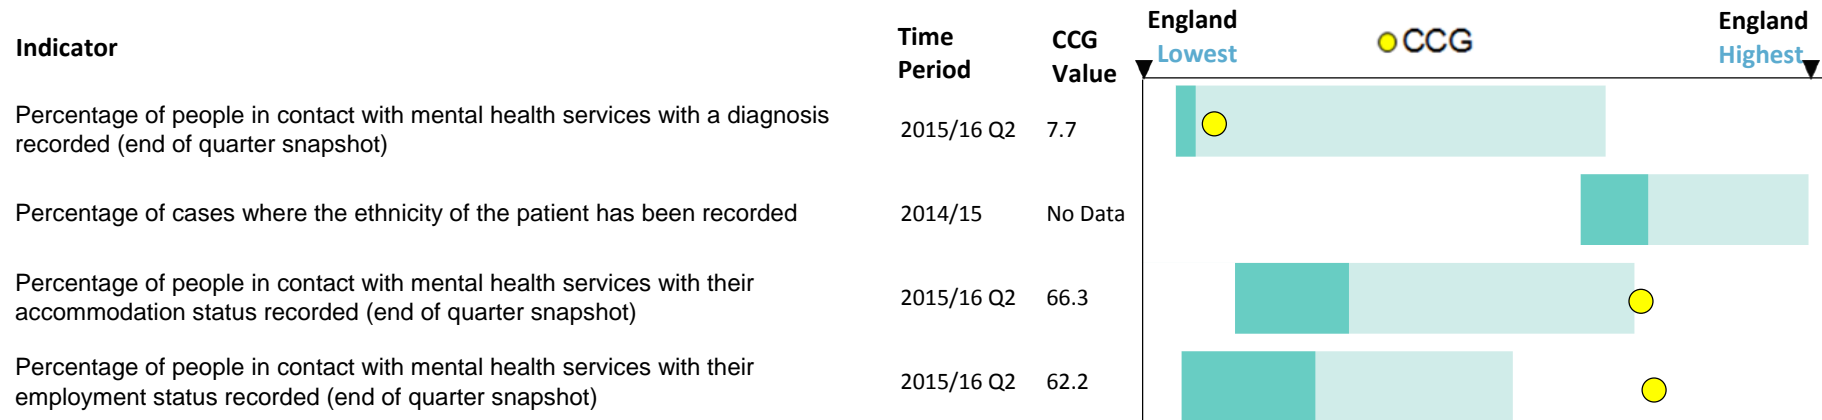 Indicator
Time
Period
CCG
Value
England
Lowest
CCG
England
Highest
Percentage of people in contact with mental health services with a diagnosis
recorded (end of quarter snapshot)
2015/16 Q2
7.7
Percentage of cases where the ethnicity of the patient has been recorded
2014/15
No Data
Percentage of people in contact with mental health services with their
accommodation status recorded (end of quarter snapshot)
2015/16 Q2
66.3
Percentage of people in contact with mental health services with their
employment status recorded (end of quarter snapshot)
2015/16 Q2
62.2